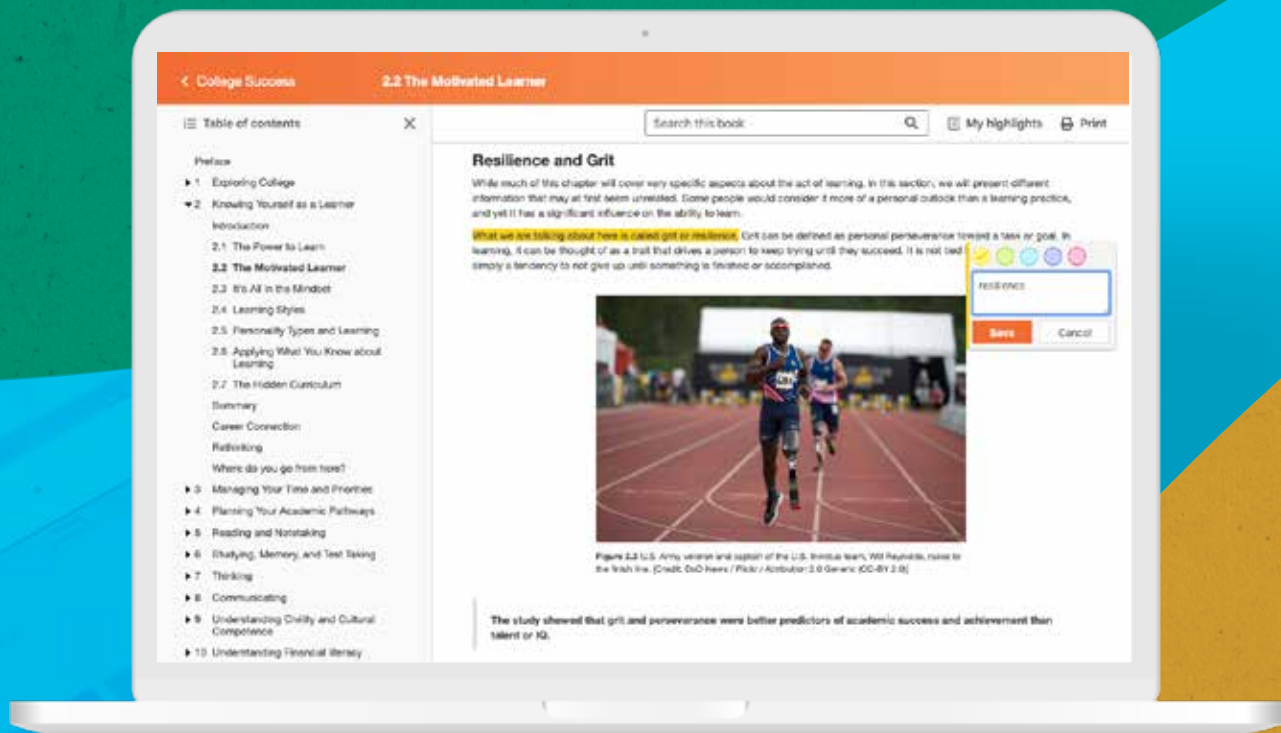 College Success
2.2 The Motivated Learner
Table of contents
Search this book
My highlights
Print
Preface
1 Exploring College
2 Knowing Yourself as a Learner
Introduction
2.1 The Power to Learn
2.2 The Motivated Learner
2.3 It's All in the Mindset
2.4 Learning Styles
2.5 Personality Types and Learning
2.6 Applying What You Know about
Learning
2.7 The Hidden Curriculum
Summary
Career Connection
Rethinking
Where do you go from here?
3 Managing Your Time and Priorities
4 Planning Your Academic Pathways
5 Reading and Notetaking
6 Studying, Memory, and Test Taking
7 Thinking
8 Communicating
9 Understanding Civility and Cultural
Competence
10 Understanding Financial literacy
Resilience and Grit
While much of this chapter will cover very specific aspects about the act of learning, in this section, we will present different
information that may at first seem unrelated. Some people would consider it more of a personal outlook than a learning practice,
and yet it has a significant influence on the ability to learn.
What we are talking about here is called grit or resilience. Grit can be defined as personal perseverance toward a task or goal. In
learning, it can be thought of as a trait that drives a person to keep trying until they succeed. It is not tied
simply a tendency to not give up until something is finished or accomplished.
resilience
Save
Cancel
Figure 2.3 U.S. Army veteran and captain of the U.S. Invictus team, Will Reynolds, races to
the finish line. (Credit: DoD News / Flickr / Attribution 2.0 Generic (CC-BY 2.0))
The study showed that grit and perseverance were better predictors of academic success and achievement than
talent or IQ.